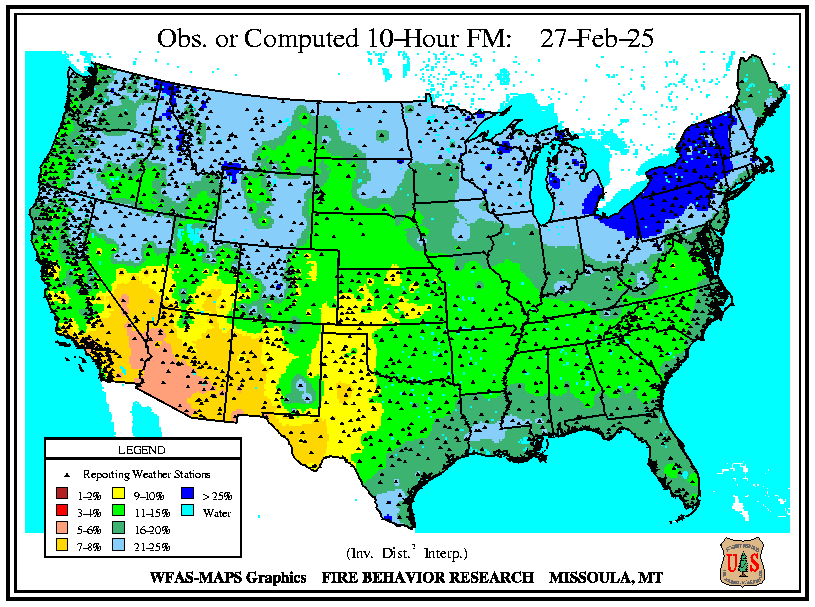 Obs. or Computed 10-Hour FM: 27-Feb-25
LEGEND
Reporting Weather Stations
1-2% 9-10% > 25%
3-4% 11-15% Water
5-6% 16-20%
7-8% 21-25%
(Inv. Dist.² Interp.)
WFAS-MAPS Graphics FIRE BEHAVIOR RESEARCH MISSOULA, MT
U S